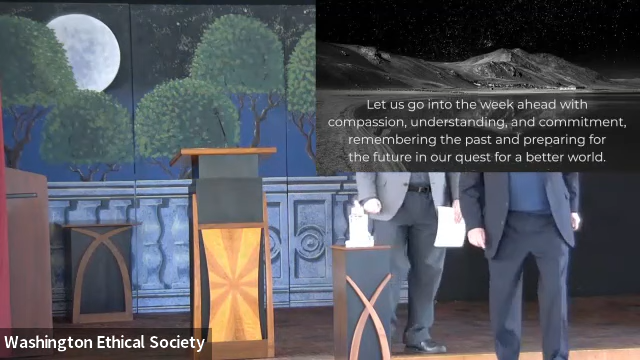 Let us go into the week ahead with
compassion, understanding, and commitment,
remembering the past and preparing for
the future in our quest for a better world.
Washington Ethical Society